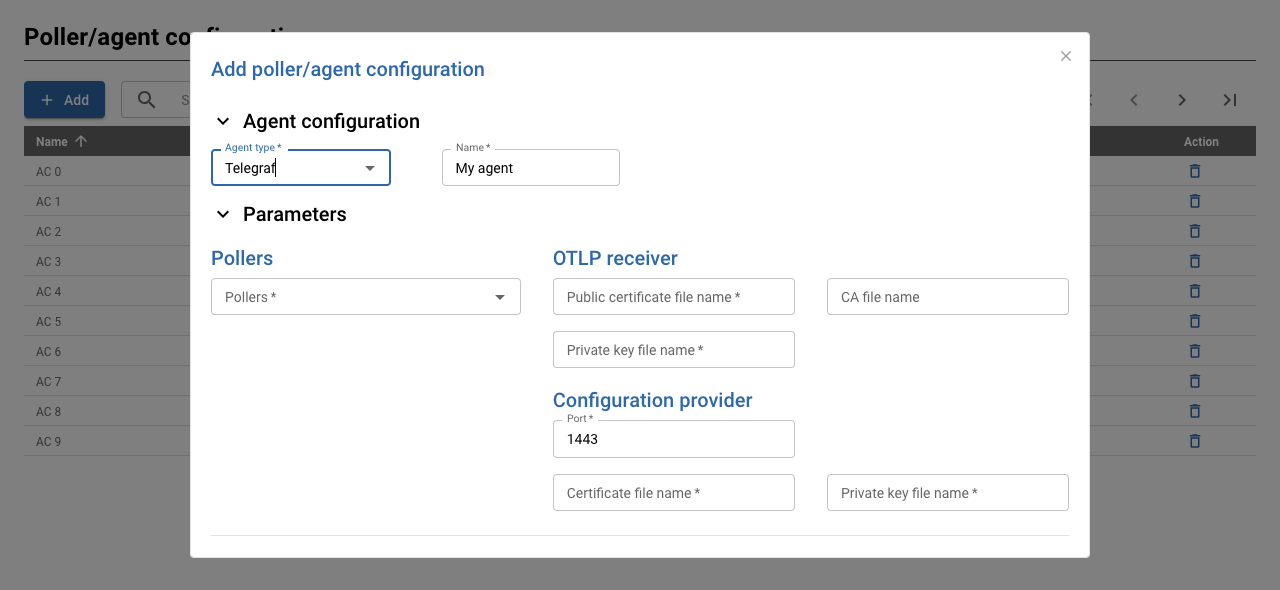 Poller/agent co
Add poller/agent configuration
Add
Name
Action
Agent configuration
Agent type *
Telegraf
Name *
My agent
Parameters
Pollers
Pollers *
OTLP receiver
Public certificate file name *
CA file name
Private key file name *
Configuration provider
Port *
1443
Certificate file name *
Private key file name *
AC 0
AC 1
AC 2
AC 3
AC 4
AC 5
AC 6
AC 7
AC 8
AC 9